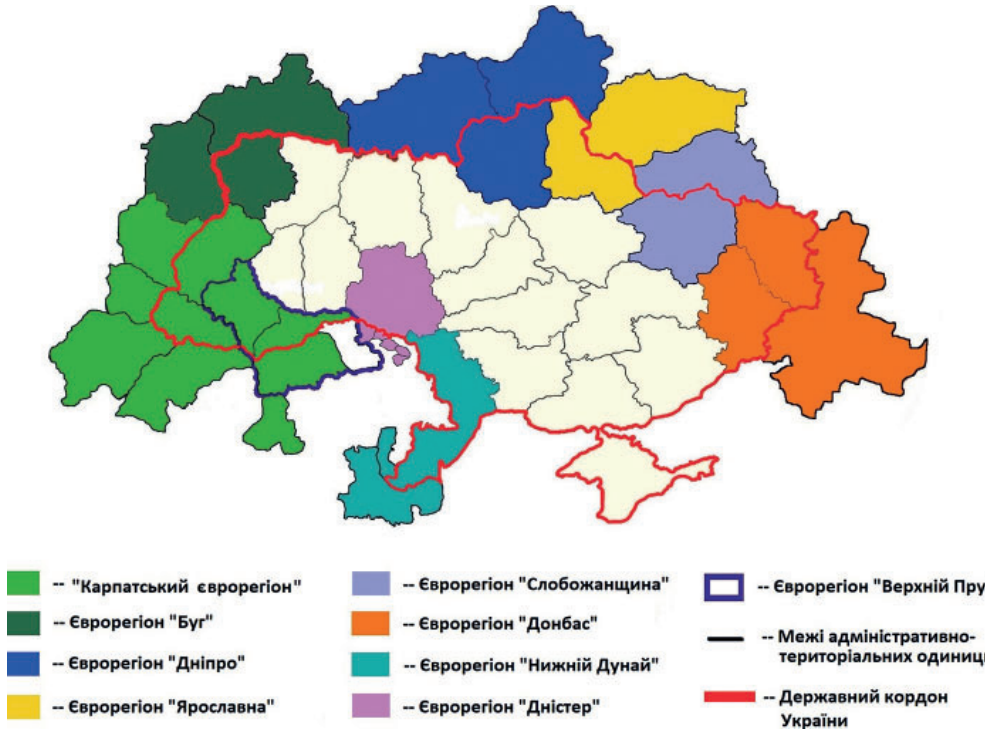 -- "Карпатський єврорегіон"
-- Єврорегіон "Буг"
-- Єврорегіон "Дніпро"
-- Єврорегіон "Ярославна"
-- Єврорегіон "Слобожанщина"
-- Єврорегіон "Донбас"
-- Єврорегіон "Нижній Дунай"
-- Єврорегіон "Дністер"
-- Єврорегіон "Верхній Пру
-- Межі адміністративно-
територіальних одиниц
-- Державний кордон
України